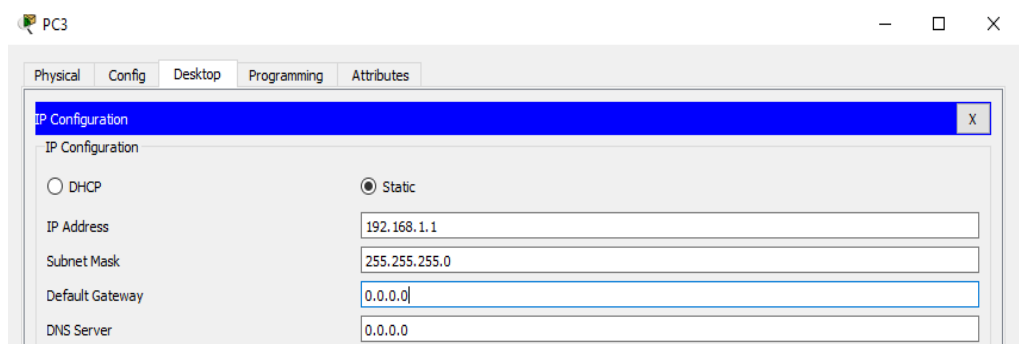 PC3
Physical Config Desktop Programming Attributes
IP Configuration X
IP Configuration
DHCP Static
IP Address 192.168.1.1
Subnet Mask 255.255.255.0
Default Gateway 0.0.0.0
DNS Server 0.0.0.0